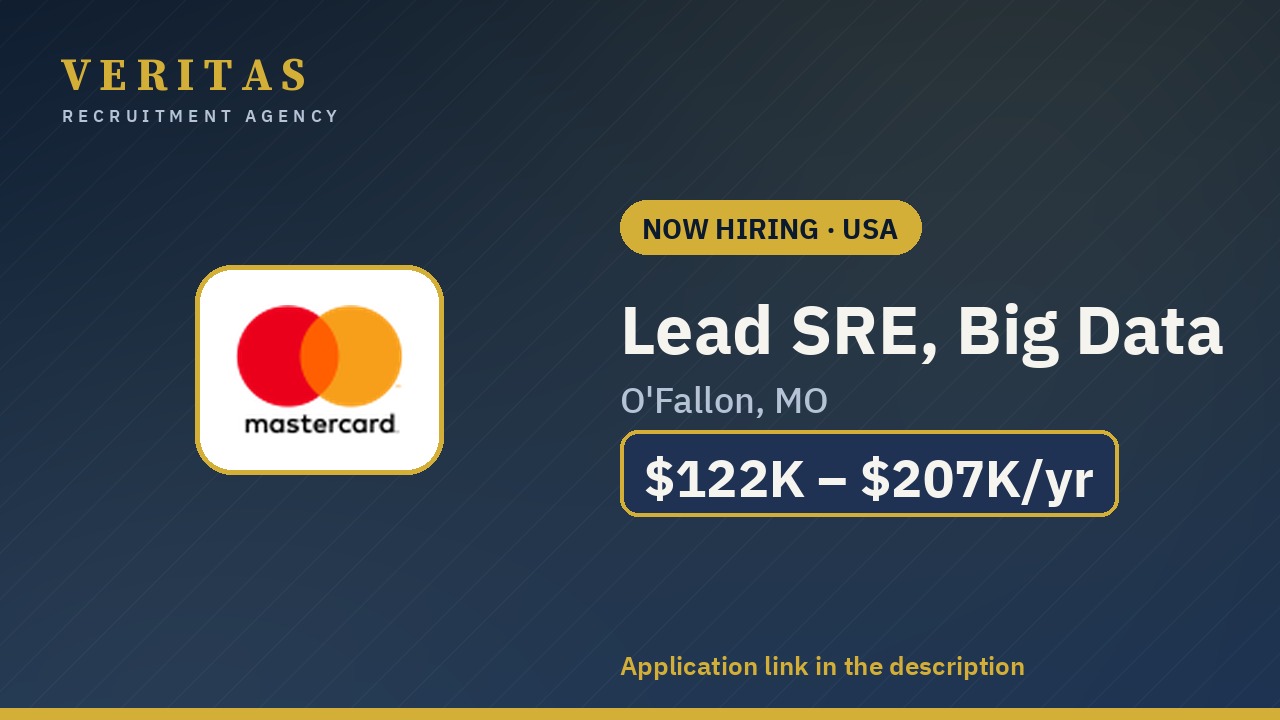 VERITAS
RECRUITMENT AGENCY
NOW HIRING · USA
Lead SRE, Big Data
O'Fallon, MO
$122K – $207K/yr
mastercard
Application link in the description